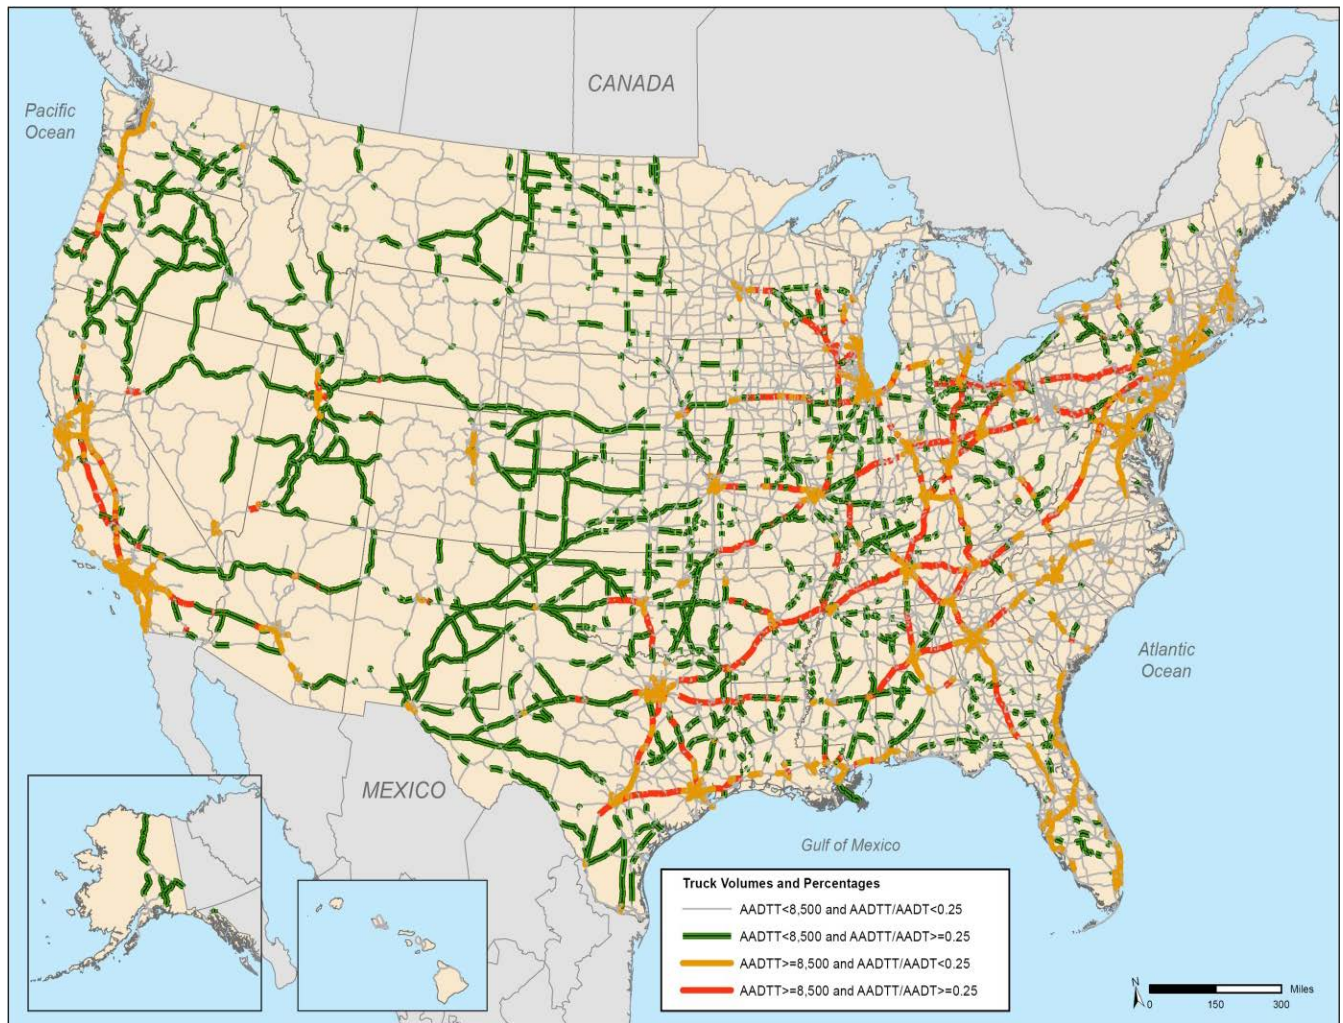 CANADA
Pacific
Ocean
Atlantic
Ocean
MEXICO
Gulf of Mexico
Truck Volumes and Percentages
AADTT<8,500 and AADTT/AADT<0.25
AADTT<8,500 and AADTT/AADT>=0.25
AADTT>=8,500 and AADTT/AADT<0.25
AADTT>=8,500 and AADTT/AADT>=0.25
N
Miles
0 150 300